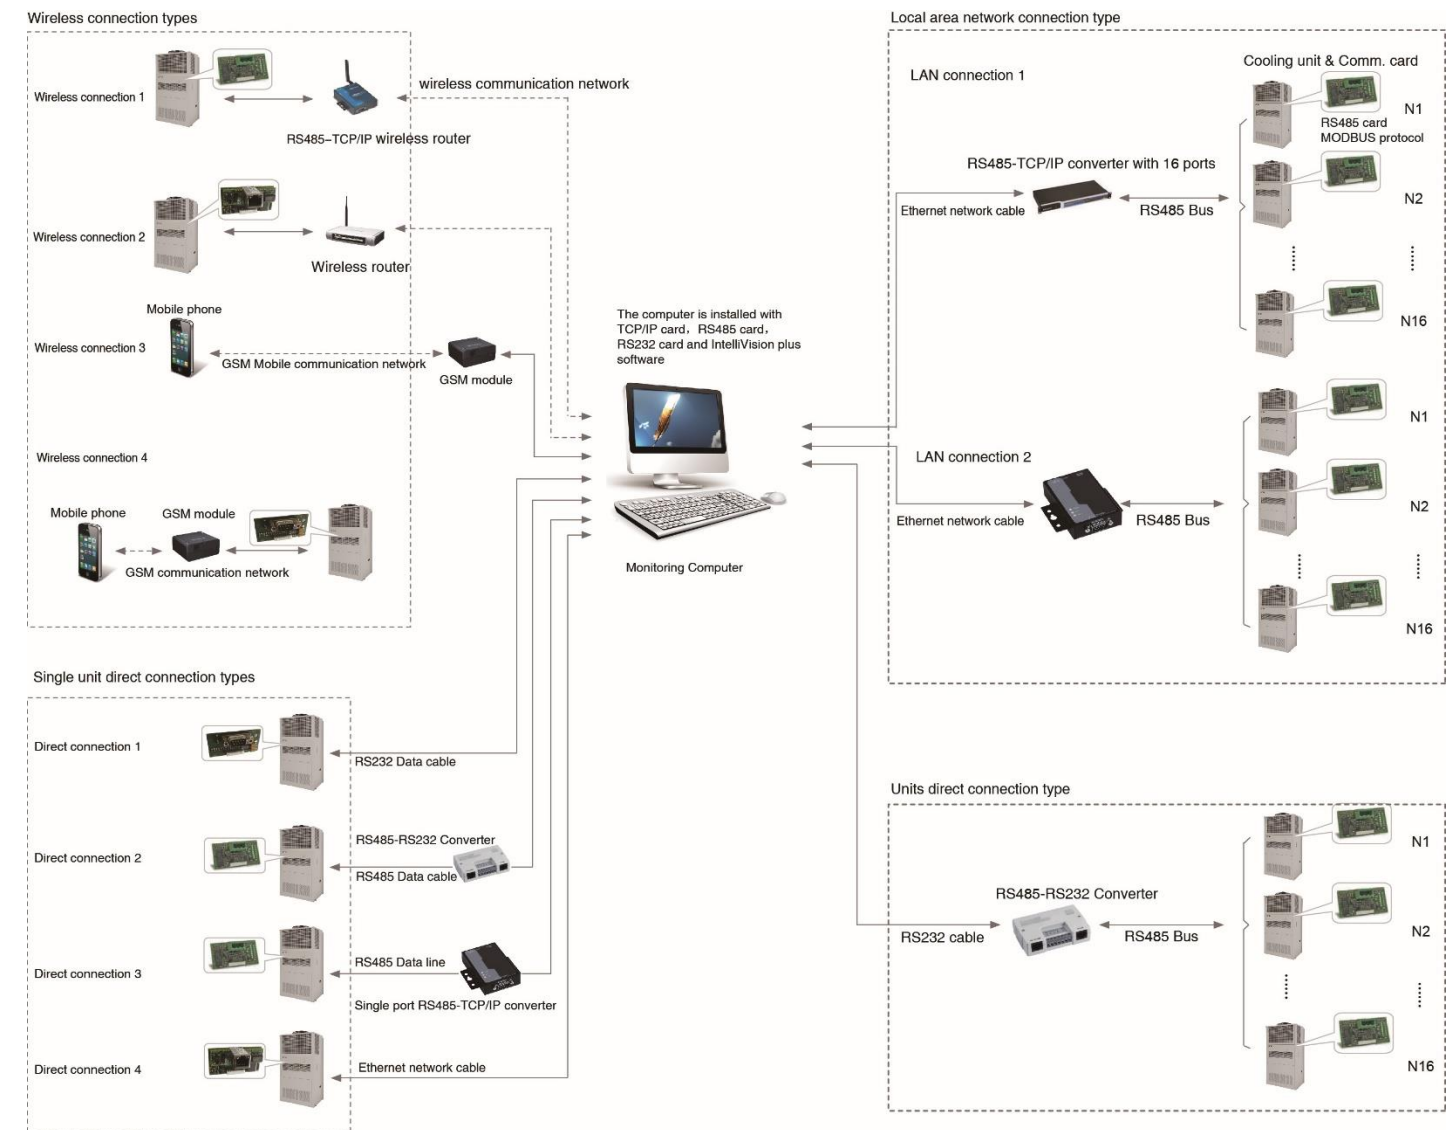 Wireless connection types
Wireless connection 1
wireless communication network
RS485–TCP/IP wireless router
Wireless connection 2
Wireless router
Mobile phone
Wireless connection 3
GSM Mobile communication network
GSM module
Wireless connection 4
Mobile phone
GSM module
GSM communication network
The computer is installed with
TCP/IP card, RS485 card,
RS232 card and IntelliVision plus
software
Monitoring Computer
Single unit direct connection types
Direct connection 1
RS232 Data cable
Direct connection 2
RS485-RS232 Converter
RS485 Data cable
Direct connection 3
RS485 Data line
Single port RS485-TCP/IP converter
Direct connection 4
Ethernet network cable
Local area network connection type
LAN connection 1
Cooling unit & Comm. card
N1
RS485 card
MODBUS protocol
RS485-TCP/IP converter with 16 ports
Ethernet network cable
RS485 Bus
N2
N16
LAN connection 2
Ethernet network cable
RS485 Bus
N1
N2
N16
Units direct connection type
RS485-RS232 Converter
RS232 cable
RS485 Bus
N1
N2
N16